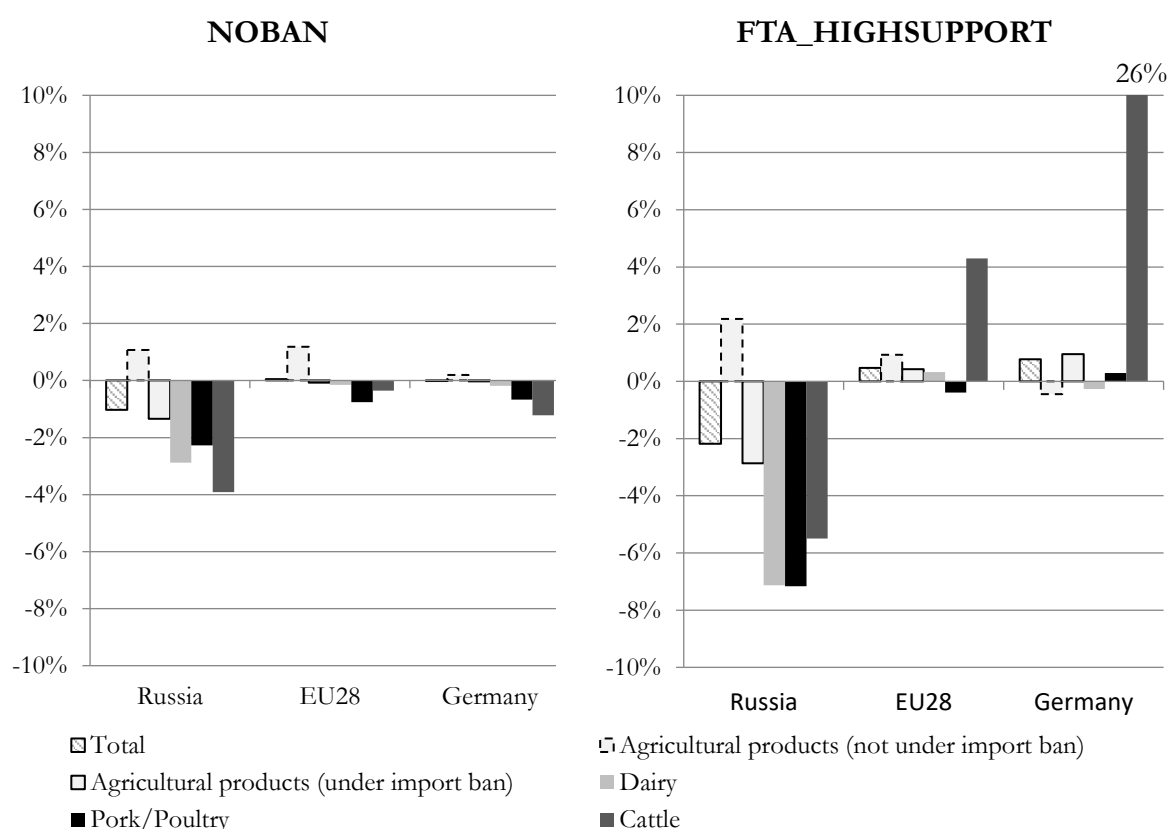 NOBAN
10%
8%
6%
4%
2%
0%
-2%
-4%
-6%
-8%
-10%
Russia EU28 Germany
FTA_HIGHSUPPORT
26%
10%
8%
6%
4%
2%
0%
-2%
-4%
-6%
-8%
-10%
Russia EU28 Germany
Total
Agricultural products (not under import ban)
Agricultural products (under import ban)
Dairy
Pork/Poultry
Cattle